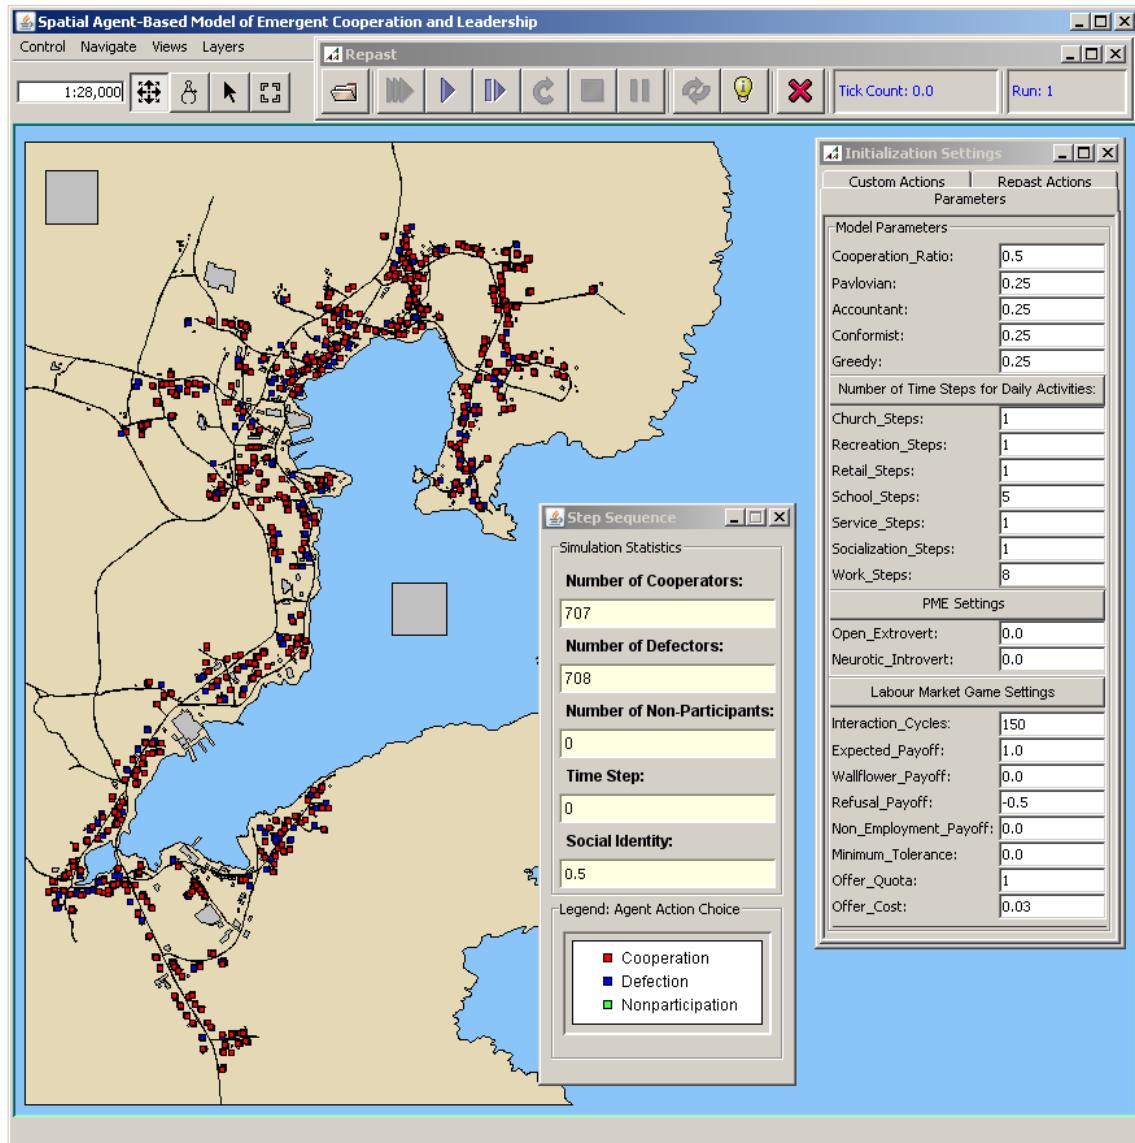 Spatial Agent-Based Model of Emergent Cooperation and Leadership
Control Navigate Views Layers
Repast
1:28,000
Tick Count: 0.0
Run: 1
Initialization Settings
Custom Actions
Repast Actions
Parameters
Model Parameters
Cooperation_Ratio: 0.5
Pavlovian: 0.25
Accountant: 0.25
Conformist: 0.25
Greedy: 0.25
Number of Time Steps for Daily Activities:
Church_Steps: 1
Recreation_Steps: 1
Retail_Steps: 1
School_Steps: 5
Service_Steps: 1
Socialization_Steps: 1
Work_Steps: 8
PME Settings
Open_Extrovert: 0.0
Neurotic_Introvert: 0.0
Labour Market Game Settings
Interaction_Cycles: 150
Expected_Payoff: 1.0
Wallflower_Payoff: 0.0
Refusal_Payoff: -0.5
Non_Employment_Payoff: 0.0
Minimum_Tolerance: 0.0
Offer_Quota: 1
Offer_Cost: 0.03
Step Sequence
Simulation Statistics
Number of Cooperators:
707
Number of Defectors:
708
Number of Non-Participants:
0
Time Step:
0
Social Identity:
0.5
Legend: Agent Action Choice
Cooperation
Defection
Nonparticipation